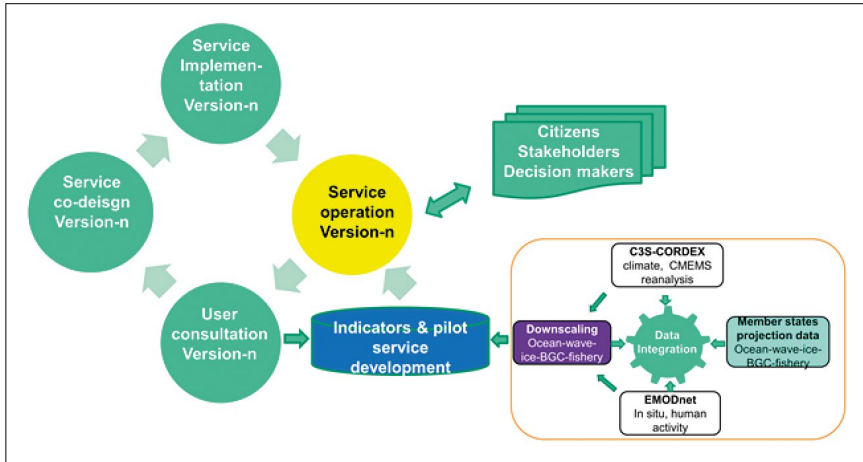 Service
Implemen-
tation
Version-n
Citizens
Stakeholders
Decision makers
Service
co-deisgn
Version-n
Service
operation
Version-n
User
consultation
Version-n
Indicators & pilot
service
development
C3S-CORDEX
climate, CMEMS
reanalysis
Downscaling
Ocean-wave-
ice-BGC-fishery
Data
Integration
Member states
projection data
Ocean-wave-ice-
BGC-fishery
EMODnet
In situ, human
activity